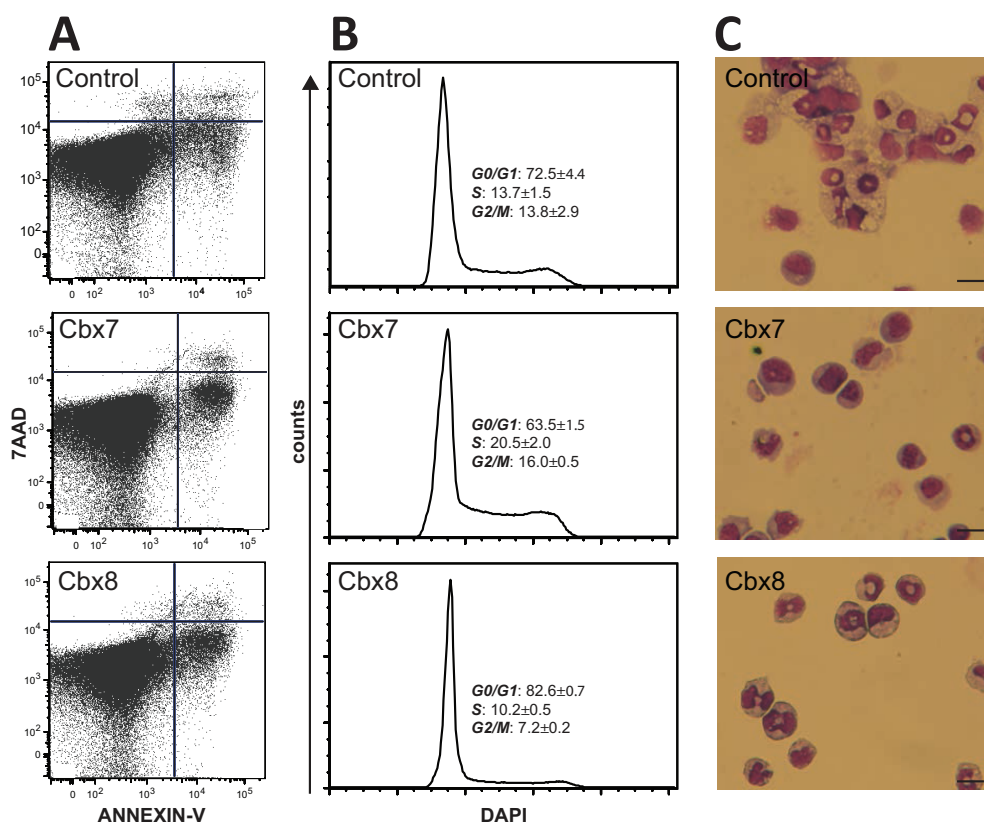 A
B
C
Control
10⁵
10⁴
10³
10²
0
0
10²
10³
10⁴
10⁵
Cbx7
10⁵
10⁴
10³
10²
0
0
10²
10³
10⁴
10⁵
Cbx8
10⁵
10⁴
10³
10²
0
0
10²
10³
10⁴
10⁵
7AAD
ANNEXIN-V
counts
Control
G0/G1: 72.5±4.4
S: 13.7±1.5
G2/M: 13.8±2.9
Cbx7
G0/G1: 63.5±1.5
S: 20.5±2.0
G2/M: 16.0±0.5
Cbx8
G0/G1: 82.6±0.7
S: 10.2±0.5
G2/M: 7.2±0.2
DAPI
Control
Cbx7
Cbx8